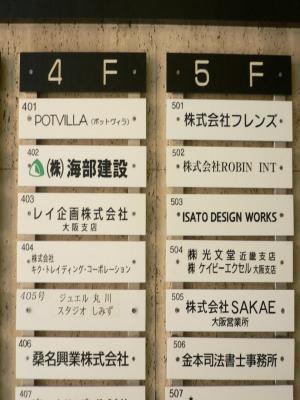 4 F
401
POTVILLA (ポットヴィラ)
402
(株)海部建設
403
レイ企画株式会社
大阪支店
404
株式会社
キク・トレイディング・コーポレーション
405号
ジュエル 丸川
スタジオ しみず
406
桑名興業株式会社
407
5 F
501
株式会社フレンズ
502
株式会社ROBIN INT
503
ISATO DESIGN WORKS
504
㈱ 光文堂 近畿支店
㈱ ケイビーエクセル 大阪支店
505
株式会社 SAKAE
大阪営業所
506
金本司法書士事務所
507